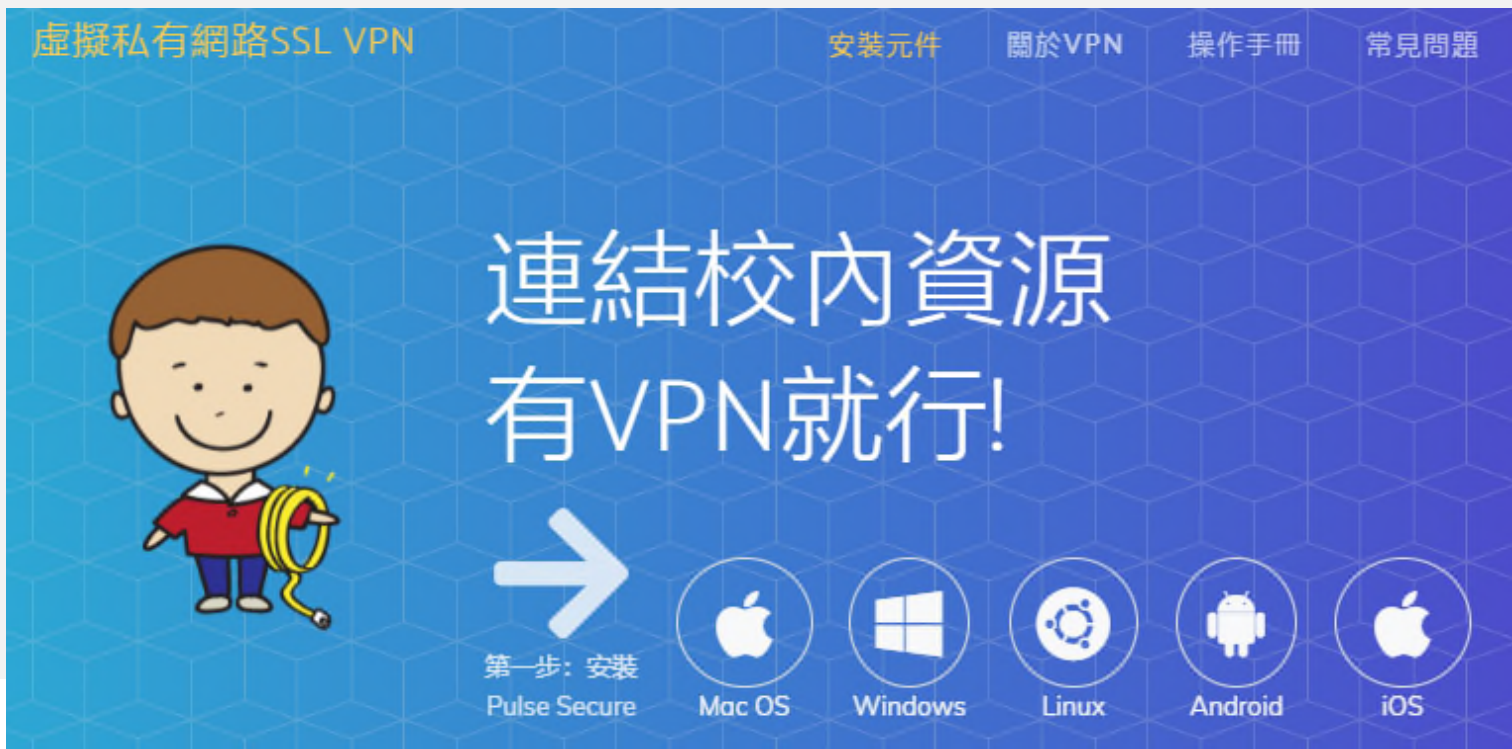 虛擬私有網路SSL VPN
安裝元件 關於VPN 操作手冊 常見問題
連結校內資源
有VPN就行!
第一步：安裝
Pulse Secure
Mac OS Windows Linux Android iOS